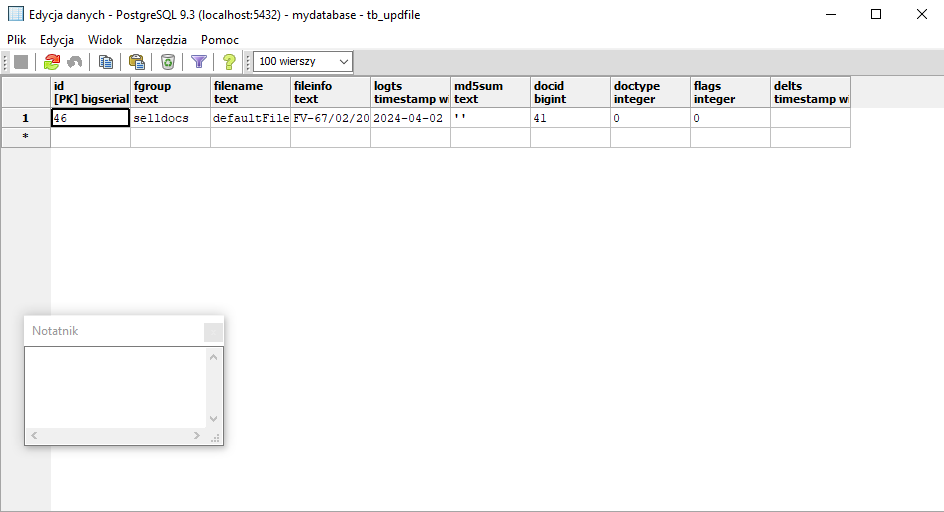 Edycja danych - PostgreSQL 9.3 (localhost:5432) - mydatabase - tb_updfile
Plik Edycja Widok Narzędzia Pomoc
100 wierszy
id fgroup filename fileinfo logts md5sum docid doctype flags delts
[PK] bigserial text text text timestamp wi text bigint integer integer timestamp wi
1 46 selldocs defaultFile FV-67/02/20 2024-04-02 '' 41 0 0
*
Notatnik